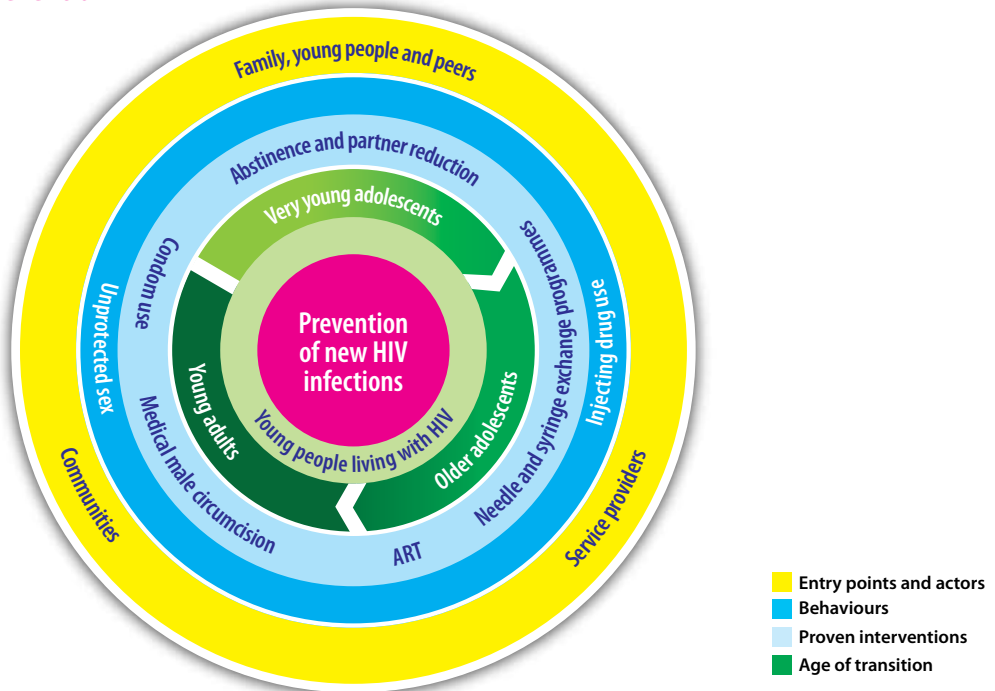 Family, young people and peers
Abstinence and partner reduction
Very young adolescents
Condom use
Needle and syringe exchange programmes
Unprotected sex
Injecting drug use
Prevention
of new HIV
infections
Young adults
Older adolescents
Young people living with HIV
Medical male circumcision
ART
Communities
Service providers
Entry points and actors
Behaviours
Proven interventions
Age of transition